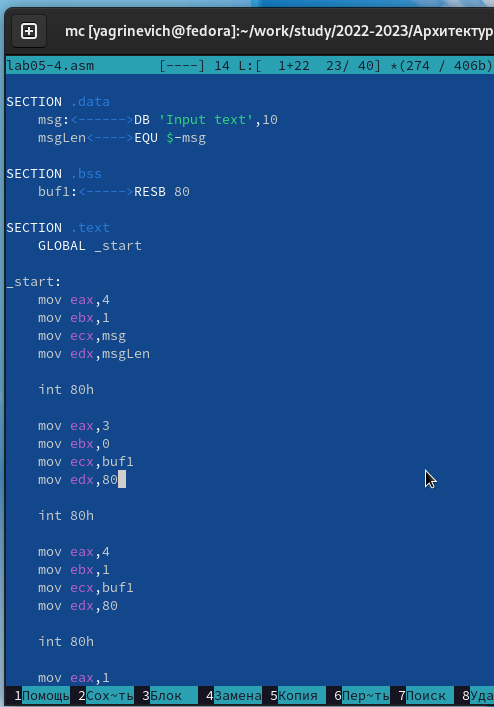 mc [yagrinevich@fedora]:~/work/study/2022-2023/Архитектур
lab05-4.asm [----] 14 L:[ 1+22 23/ 40] *(274 / 406b)
SECTION .data
msg:<------>DB 'Input text',10
msgLen<---->EQU $-msg
SECTION .bss
buf1:<----->RESB 80
SECTION .text
GLOBAL _start
_start:
mov eax,4
mov ebx,1
mov ecx,msg
mov edx,msgLen
int 80h
mov eax,3
mov ebx,0
mov ecx,buf1
mov edx,80
int 80h
mov eax,4
mov ebx,1
mov ecx,buf1
mov edx,80
int 80h
mov eax,1
1Помощь 2Сох~ть 3Блок 4Замена 5Копия 6Пер~ть 7Поиск 8Уда